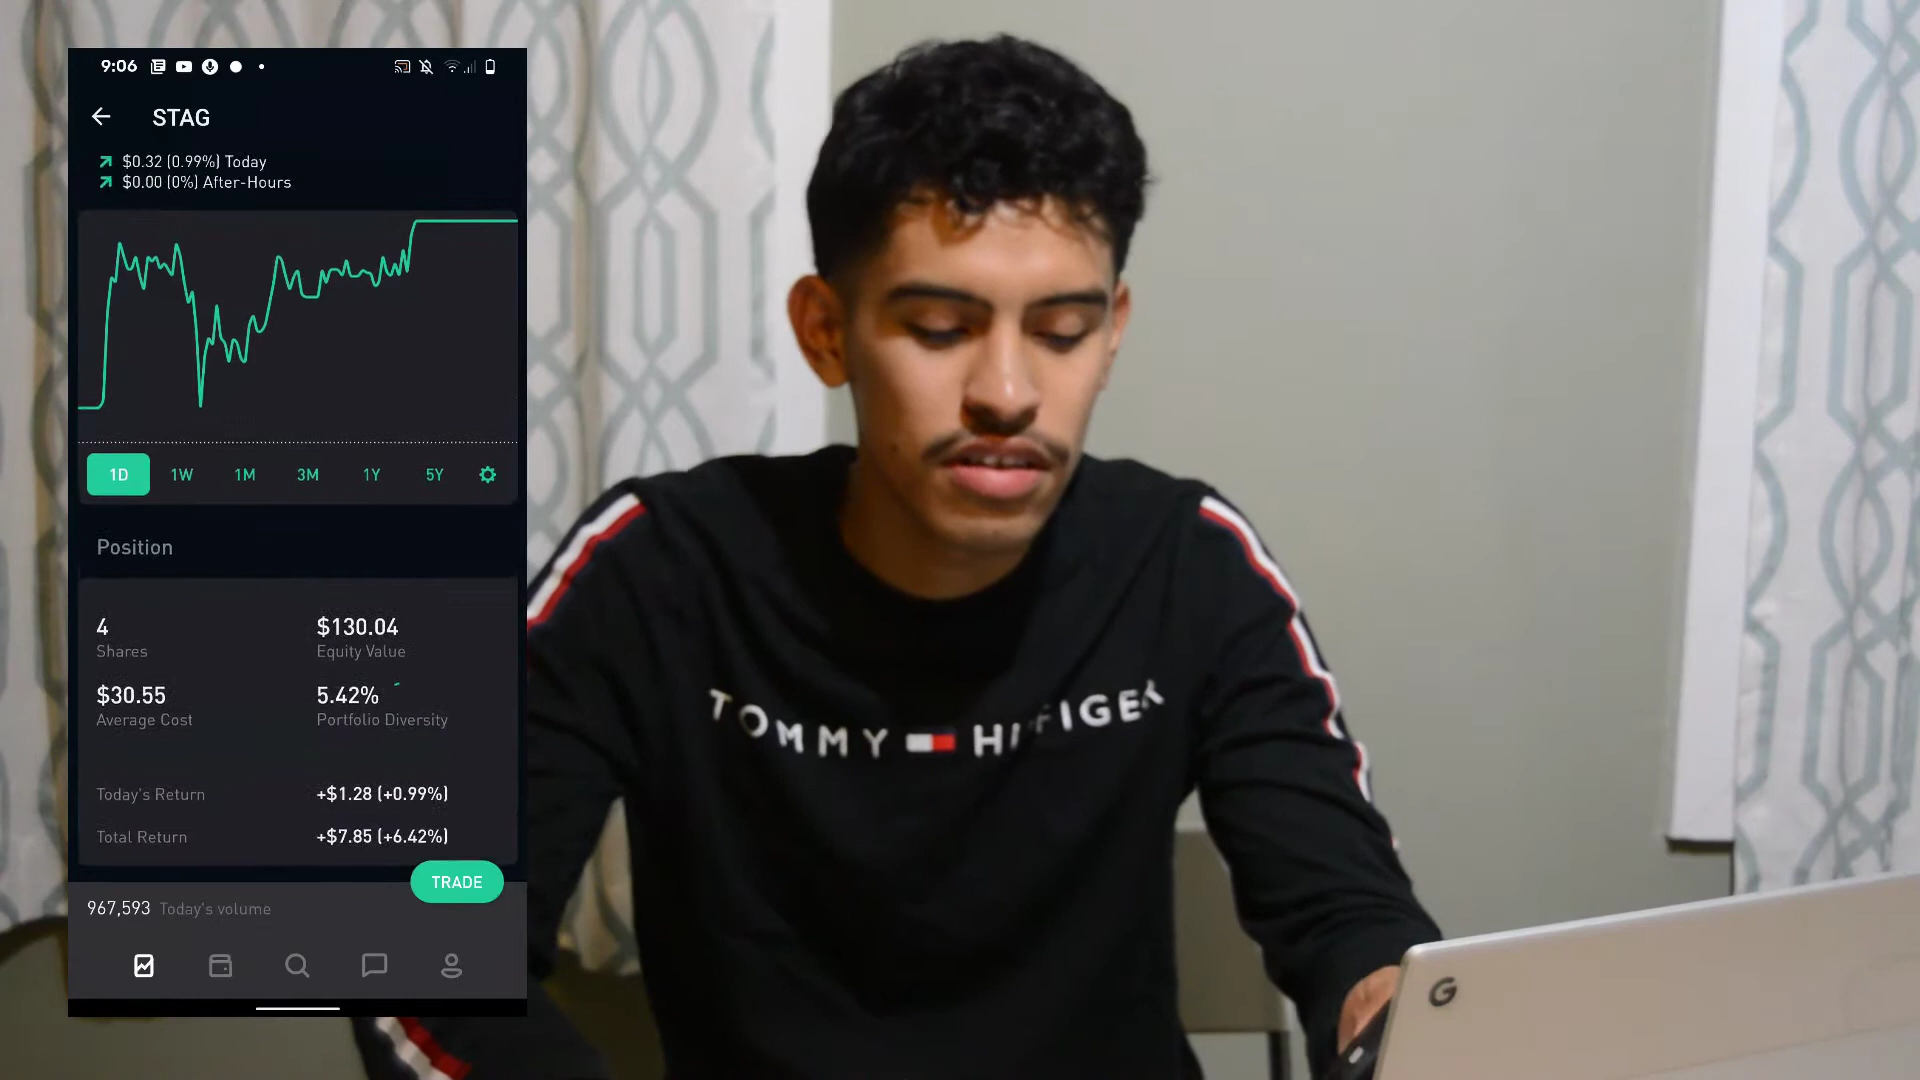 9:06
STAG
$0.32 (0.99%) Today
$0.00 (0%) After-Hours
1D 1W 1M 3M 1Y 5Y
Position
4 $130.04
Shares Equity Value
$30.55 5.42%
Average Cost Portfolio Diversity
Today's Return +$1.28 (+0.99%)
Total Return +$7.85 (+6.42%)
TRADE
967,593 Today's volume
TOMMY HILFIGER
G